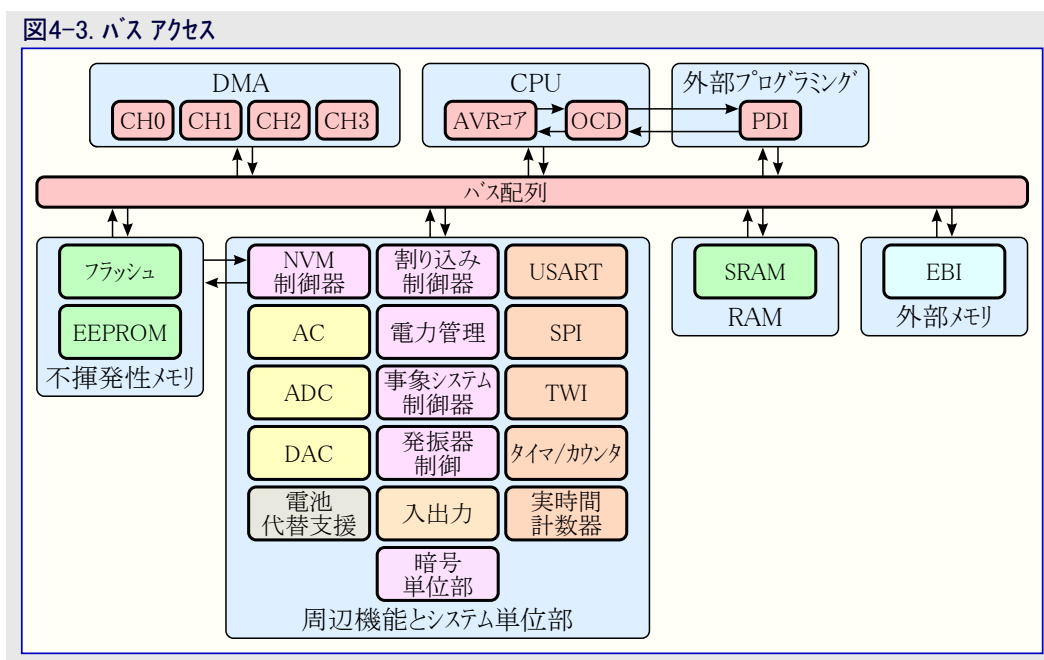 図4-3. ﾊﾞｽ ｱｸｾｽ
DMA
CH0 CH1 CH2 CH3
CPU
AVRｺｱ OCD
外部ﾌﾟﾛｸﾞﾗﾐﾝｸﾞ
PDI
ﾊﾞｽ配列
ﾌﾗｯｼｭ
EEPROM
不揮発性ﾒﾓﾘ
NVM
制御器
割り込み
制御器
USART
AC
電力管理
SPI
ADC
事象ｼｽﾃﾑ
制御器
TWI
DAC
発振器
制御
ﾀｲﾏ/ｶｳﾝﾀ
電池
代替支援
入出力
実時間
計数器
暗号
単位部
周辺機能とｼｽﾃﾑ単位部
SRAM
RAM
EBI
外部ﾒﾓﾘ